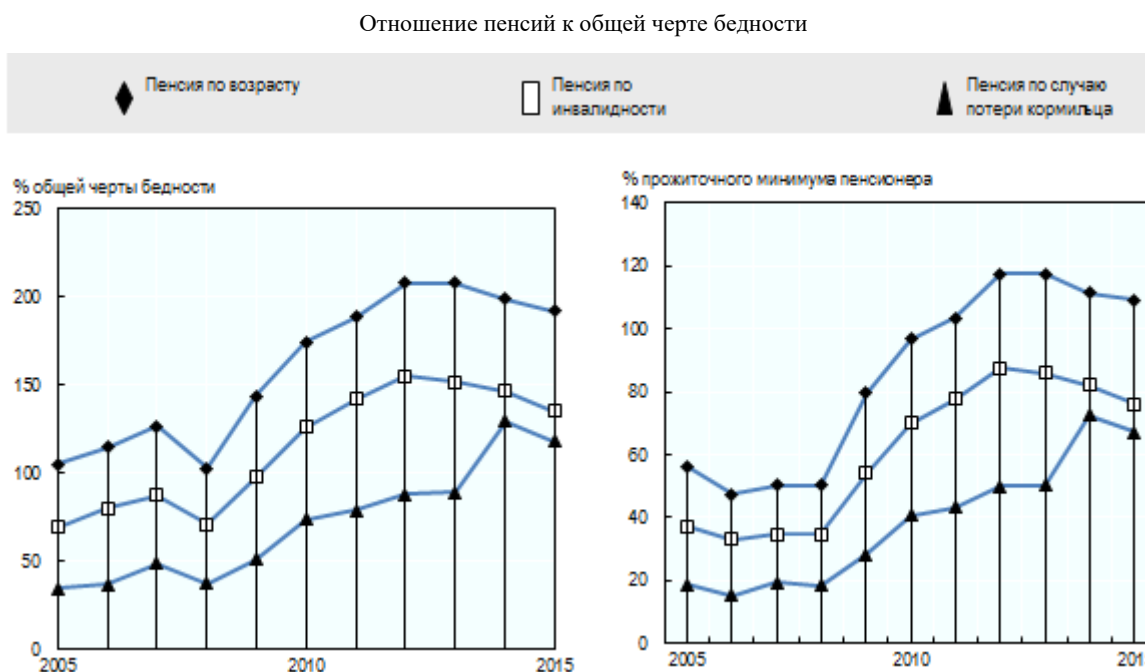 Отношение пенсий к общей черте бедности
Пенсия по возрасту
Пенсия по
инвалидности
Пенсия по случаю
потери кормильца
% общей черты бедности
250
200
150
100
50
0
2005
2010
2015
% прожиточного минимума пенсионера
140
120
100
80
60
40
20
0
2005
2010